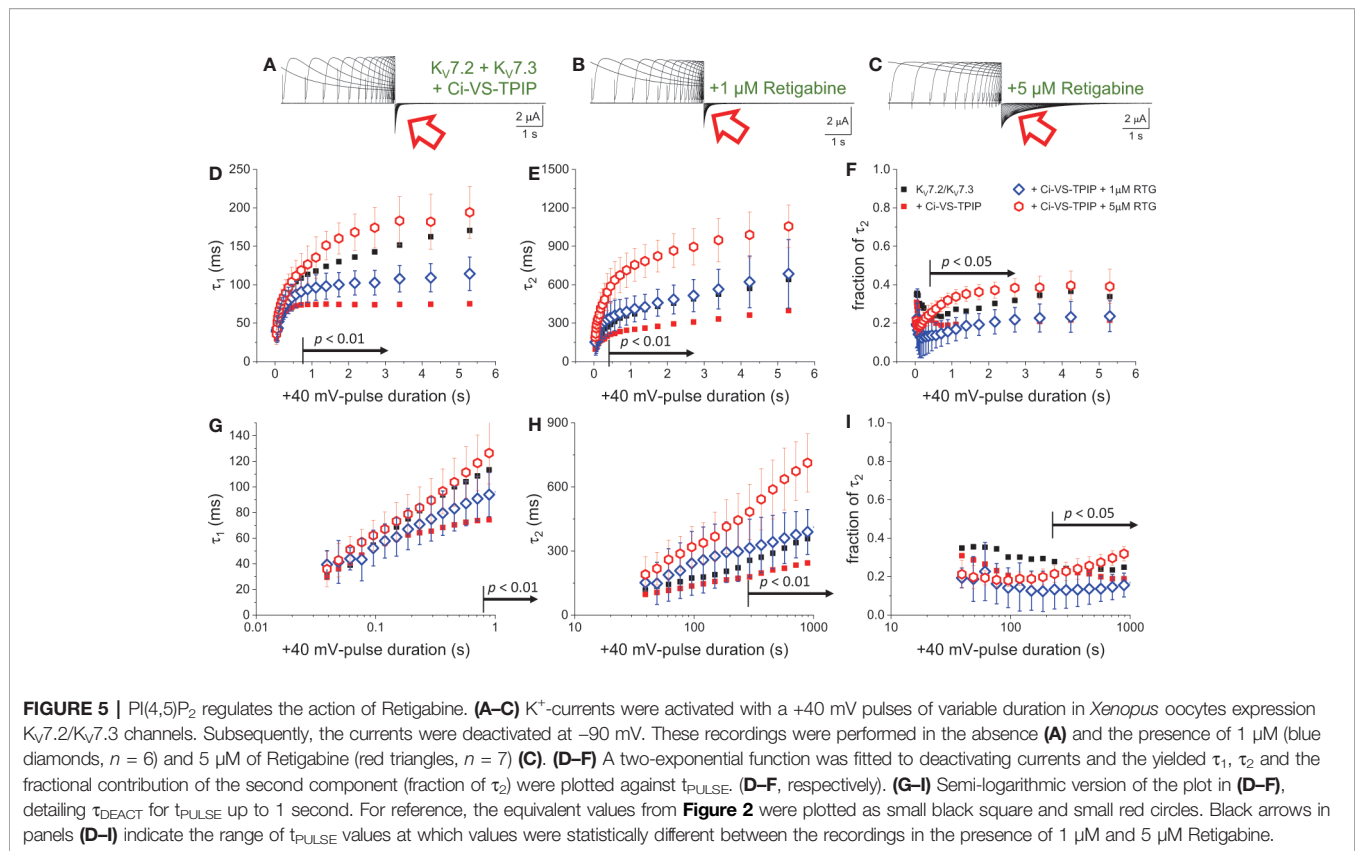 A
KV7.2 + KV7.3
+ Ci-VS-TPIP
2 µA
1 s
B
+1 µM Retigabine
2 µA
1 s
C
+5 µM Retigabine
2 µA
1 s
D
250
200
150
100
50
0
τ1 (ms)
p < 0.01
0 1 2 3 4 5 6
+40 mV-pulse duration (s)
E
1500
1200
900
600
300
0
τ2 (ms)
p < 0.01
0 1 2 3 4 5 6
+40 mV-pulse duration (s)
F
1.0
0.8
0.6
0.4
0.2
0.0
fraction of τ2
KV7.2/KV7.3
+ Ci-VS-TPIP
+ Ci-VS-TPIP + 1µM RTG
+ Ci-VS-TPIP + 5µM RTG
p < 0.05
0 1 2 3 4 5 6
+40 mV-pulse duration (s)
G
140
120
100
80
60
40
20
0
τ1 (ms)
p < 0.01
0.01 0.1 1
+40 mV-pulse duration (s)
H
900
600
300
0
τ2 (ms)
p < 0.01
10 100 1000
+40 mV-pulse duration (s)
I
1.0
0.8
0.6
0.4
0.2
0.0
fraction of τ2
p < 0.05
10 100 1000
+40 mV-pulse duration (s)
FIGURE 5 | PI(4,5)P2 regulates the action of Retigabine. (A–C) K+-currents were activated with a +40 mV pulses of variable duration in Xenopus oocytes expression
KV7.2/KV7.3 channels. Subsequently, the currents were deactivated at −90 mV. These recordings were performed in the absence (A) and the presence of 1 µM (blue
diamonds, n = 6) and 5 µM of Retigabine (red triangles, n = 7) (C). (D–F) A two-exponential function was fitted to deactivating currents and the yielded τ1, τ2 and the
fractional contribution of the second component (fraction of τ2) were plotted against tPULSE. (D–F, respectively). (G–I) Semi-logarithmic version of the plot in (D–F),
detailing τDEACT for tPULSE up to 1 second. For reference, the equivalent values from Figure 2 were plotted as small black square and small red circles. Black arrows in
panels (D–I) indicate the range of tPULSE values at which values were statistically different between the recordings in the presence of 1 µM and 5 µM Retigabine.